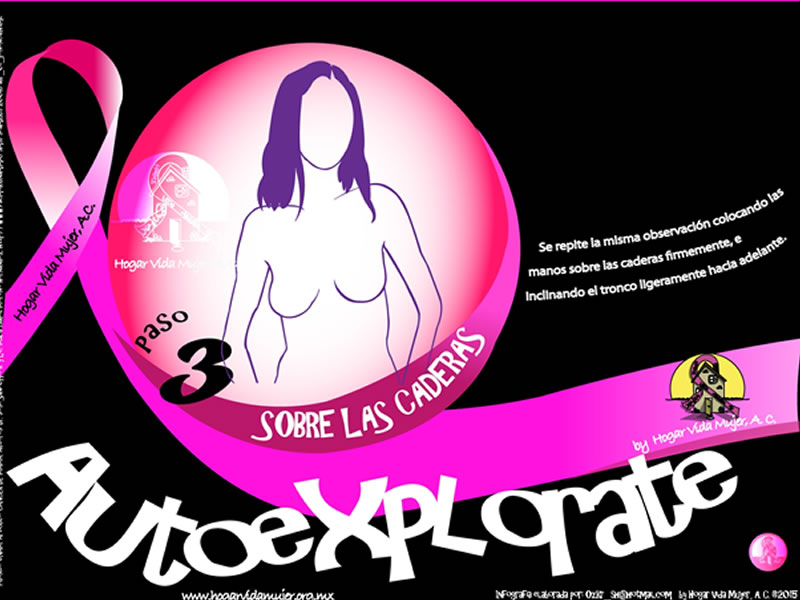 Hogar Vida Mujer, A.C.
Hogar Vida Mujer
paso
3
SOBRE LAS CADERAS
Se repite la misma observación colocando las
manos sobre las caderas firmemente, e
inclinando el tronco ligeramente hacia adelante.
by Hogar Vida Mujer, A. C.
AutoeXPLorate
www.hogarvidamujer.org.mx
Infografía elaborada por: by Hogar Vida Mujer, A. C. ©2015